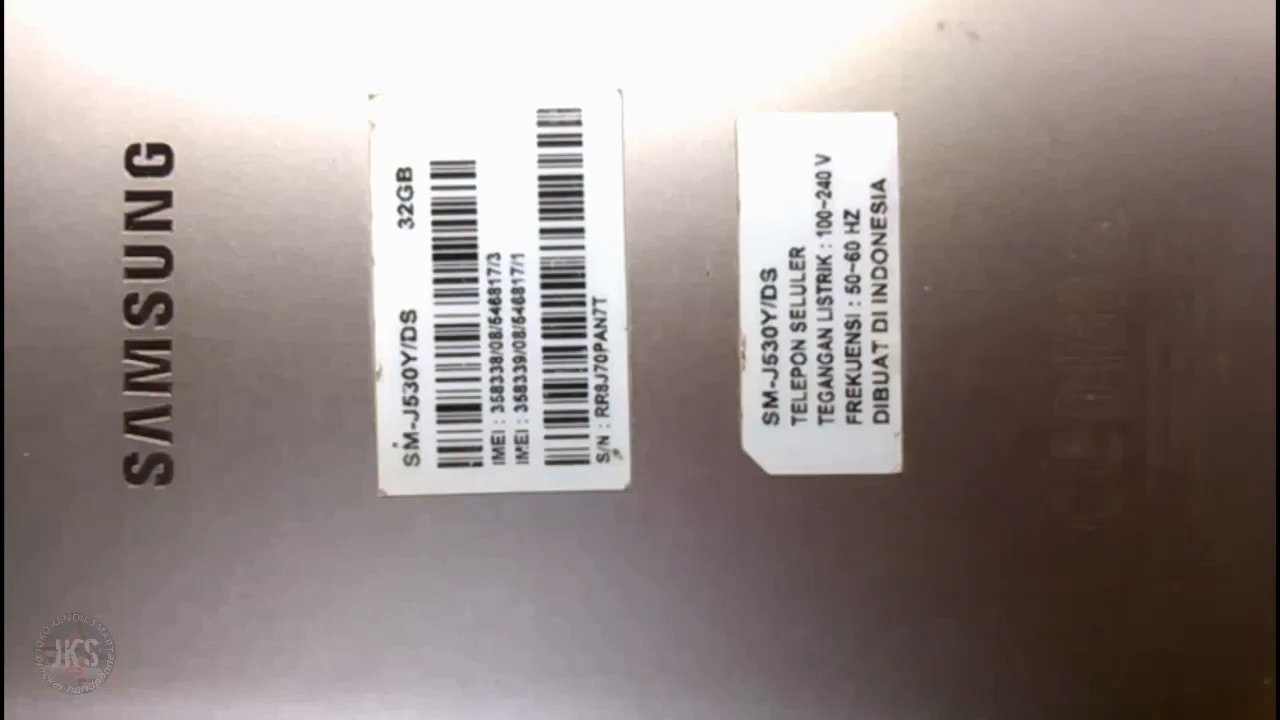 SAMSUNG
SM-J530Y/DS 32GB
IMEI : 358338/08/546817/3
IMEI : 358339/08/546817/1
S/N : RR8J70PAN7T
SM-J530Y/DS
TELEPON SELULER
TEGANGAN LISTRIK : 100~240 V
FREKUENSI : 50~60 HZ
DIBUAT DI INDONESIA
JKS